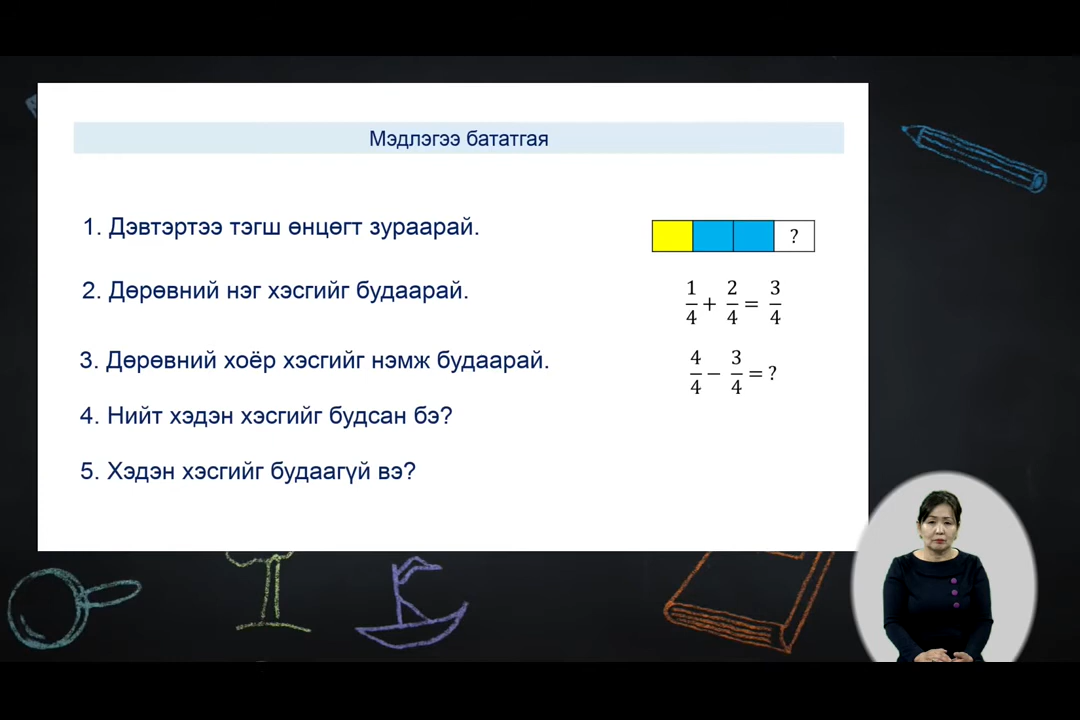 Мэдлэгээ бататгая
1. Дэвтэртээ тэгш өнцөгт зураарай.
?
2. Дөрөвний нэг хэсгийг будаарай.
1/4 + 2/4 = 3/4
3. Дөрөвний хоёр хэсгийг нэмж будаарай.
4/4 − 3/4 = ?
4. Нийт хэдэн хэсгийг будсан бэ?
5. Хэдэн хэсгийг будаагүй вэ?